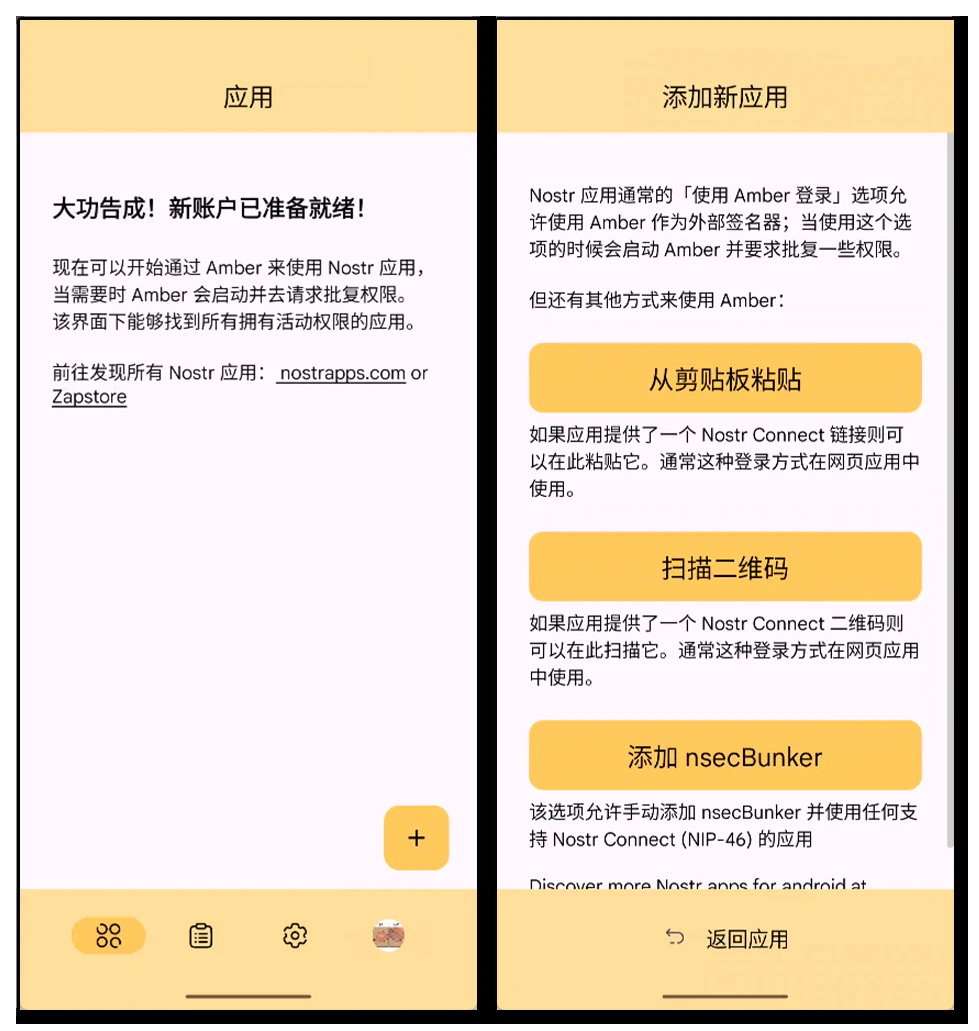 应用
大功告成！新账户已准备就绪！
现在可以开始通过 Amber 来使用 Nostr 应用，
当需要时 Amber 会启动并去请求批复权限。
该界面下能够找到所有拥有活动权限的应用。
前往发现所有 Nostr 应用： nostrapps.com or
Zapstore
添加新应用
Nostr 应用通常的「使用 Amber 登录」选项允
许使用 Amber 作为外部签名器；当使用这个选
项的时候会启动 Amber 并要求批复一些权限。
但还有其他方式来使用 Amber：
从剪贴板粘贴
如果应用提供了一个 Nostr Connect 链接则可
以在此粘贴它。通常这种登录方式在网页应用中
使用。
扫描二维码
如果应用提供了一个 Nostr Connect 二维码则
可以在此扫描它。通常这种登录方式在网页应用
中使用。
添加 nsecBunker
该选项允许手动添加 nsecBunker 并使用任何支
持 Nostr Connect (NIP-46) 的应用
Discover more Nostr apps for android at
返回应用